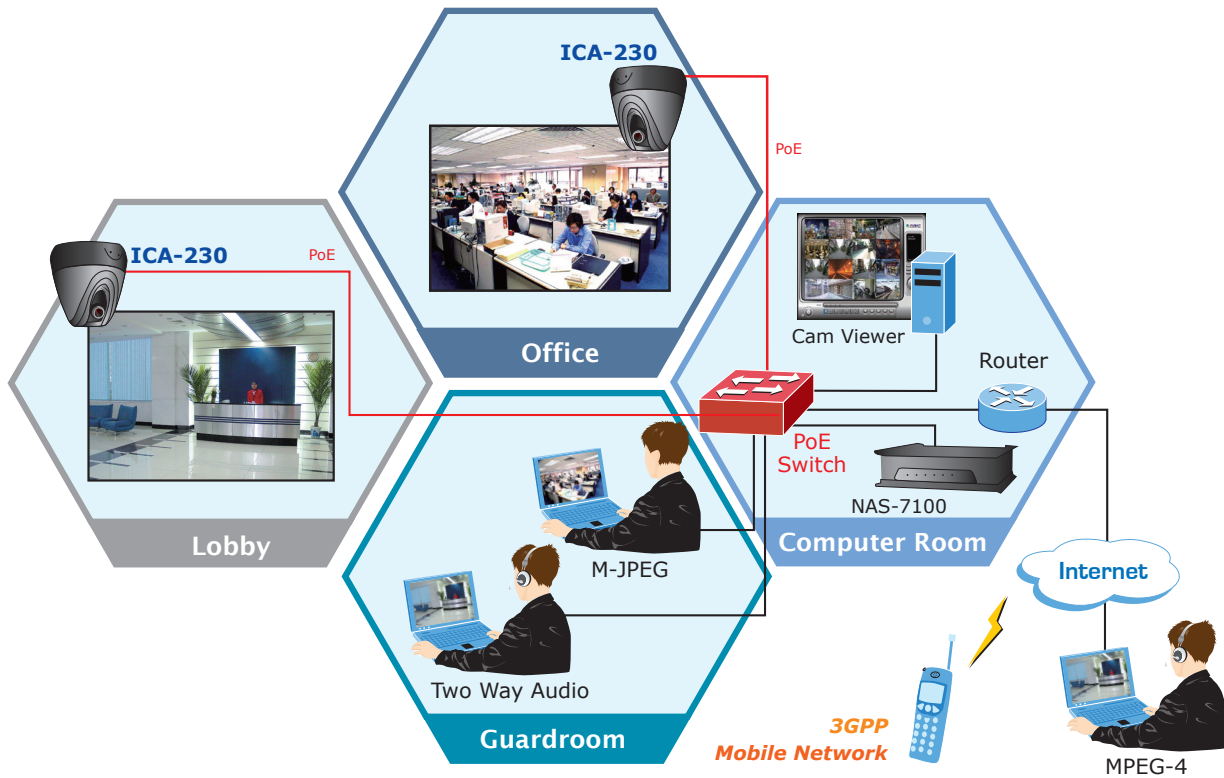 ICA-230
PoE
ICA-230
PoE
Office
Lobby
Cam Viewer
Router
PoE
Switch
NAS-7100
Computer Room
M-JPEG
Two Way Audio
Guardroom
Internet
3GPP
Mobile Network
MPEG-4